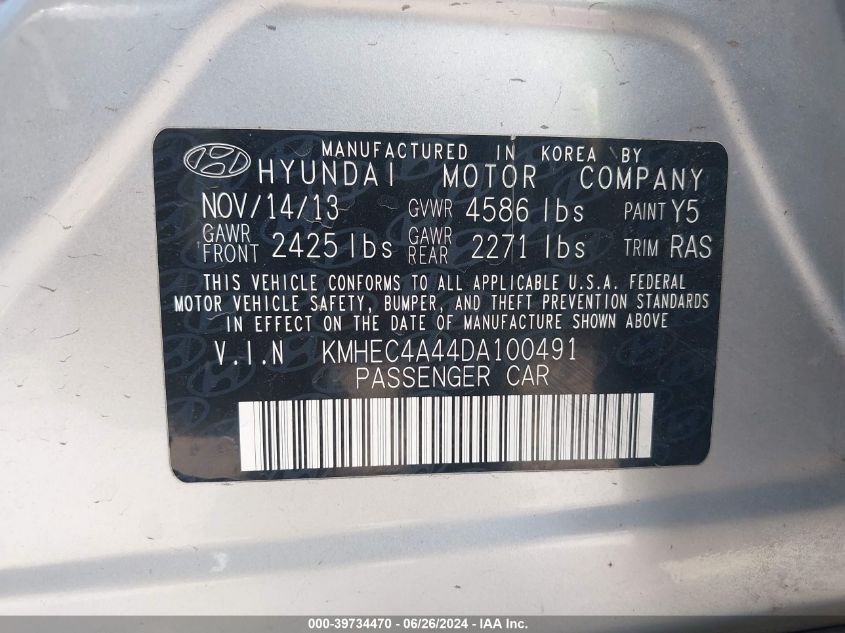 MANUFACTURED IN KOREA BY
HYUNDAI MOTOR COMPANY
NOV/14/13 GVWR 4586 lbs PAINT Y5
GAWR FRONT 2425 lbs GAWR REAR 2271 lbs TRIM RAS
THIS VEHICLE CONFORMS TO ALL APPLICABLE U.S.A. FEDERAL
MOTOR VEHICLE SAFETY, BUMPER, AND THEFT PREVENTION STANDARDS
IN EFFECT ON THE DATE OF MANUFACTURE SHOWN ABOVE
V.I.N KMHEC4A44DA100491
PASSENGER CAR
000-39734470 - 06/26/2024 - IAA Inc.